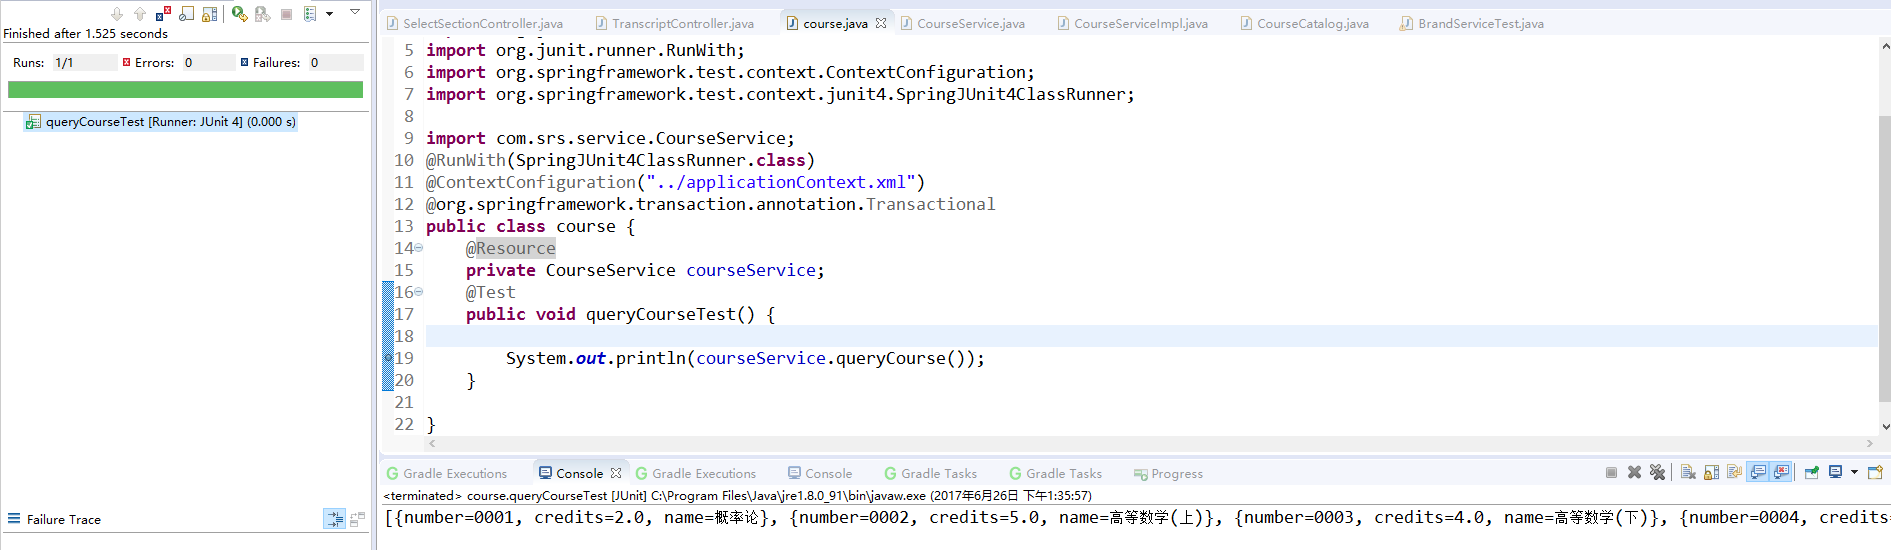 Finished after 1.525 seconds
Runs: 1/1 Errors: 0 Failures: 0
queryCourseTest [Runner: JUnit 4] (0.000 s)
Failure Trace
SelectSectionController.java TranscriptController.java course.java CourseService.java CourseServiceImpl.java CourseCatalog.java BrandServiceTest.java
5 import org.junit.runner.RunWith;
6 import org.springframework.test.context.ContextConfiguration;
7 import org.springframework.test.context.junit4.SpringJUnit4ClassRunner;
8
9 import com.srs.service.CourseService;
10 @RunWith(SpringJUnit4ClassRunner.class)
11 @ContextConfiguration("../applicationContext.xml")
12 @org.springframework.transaction.annotation.Transactional
13 public class course {
14 @Resource
15 private CourseService courseService;
16 @Test
17 public void queryCourseTest() {
18
19 System.out.println(courseService.queryCourse());
20 }
21
22 }
Gradle Executions Console Gradle Executions Console Gradle Tasks Gradle Tasks Progress
<terminated> course.queryCourseTest [JUnit] C:\Program Files\Java\jre1.8.0_91\bin\javaw.exe (2017年6月26日 下午1:35:57)
[{number=0001, credits=2.0, name=概率论}, {number=0002, credits=5.0, name=高等数学(上)}, {number=0003, credits=4.0, name=高等数学(下)}, {number=0004, credits=